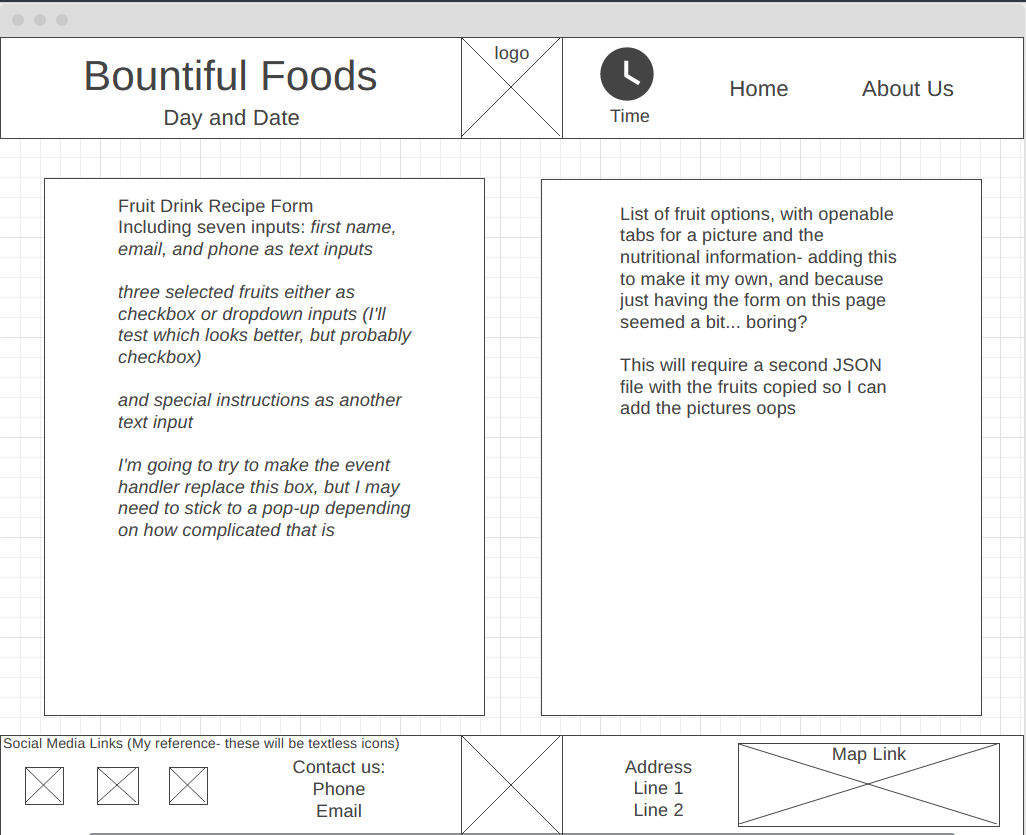 Bountiful Foods
Day and Date
logo
Time
Home
About Us
Fruit Drink Recipe Form
Including seven inputs: first name,
email, and phone as text inputs
three selected fruits either as
checkbox or dropdown inputs (I'll
test which looks better, but probably
checkbox)
and special instructions as another
text input
I'm going to try to make the event
handler replace this box, but I may
need to stick to a pop-up depending
on how complicated that is
List of fruit options, with openable
tabs for a picture and the
nutritional information- adding this
to make it my own, and because
just having the form on this page
seemed a bit... boring?
This will require a second JSON
file with the fruits copied so I can
add the pictures oops
Social Media Links (My reference- these will be textless icons)
Contact us:
Phone
Email
Address
Line 1
Line 2
Map Link